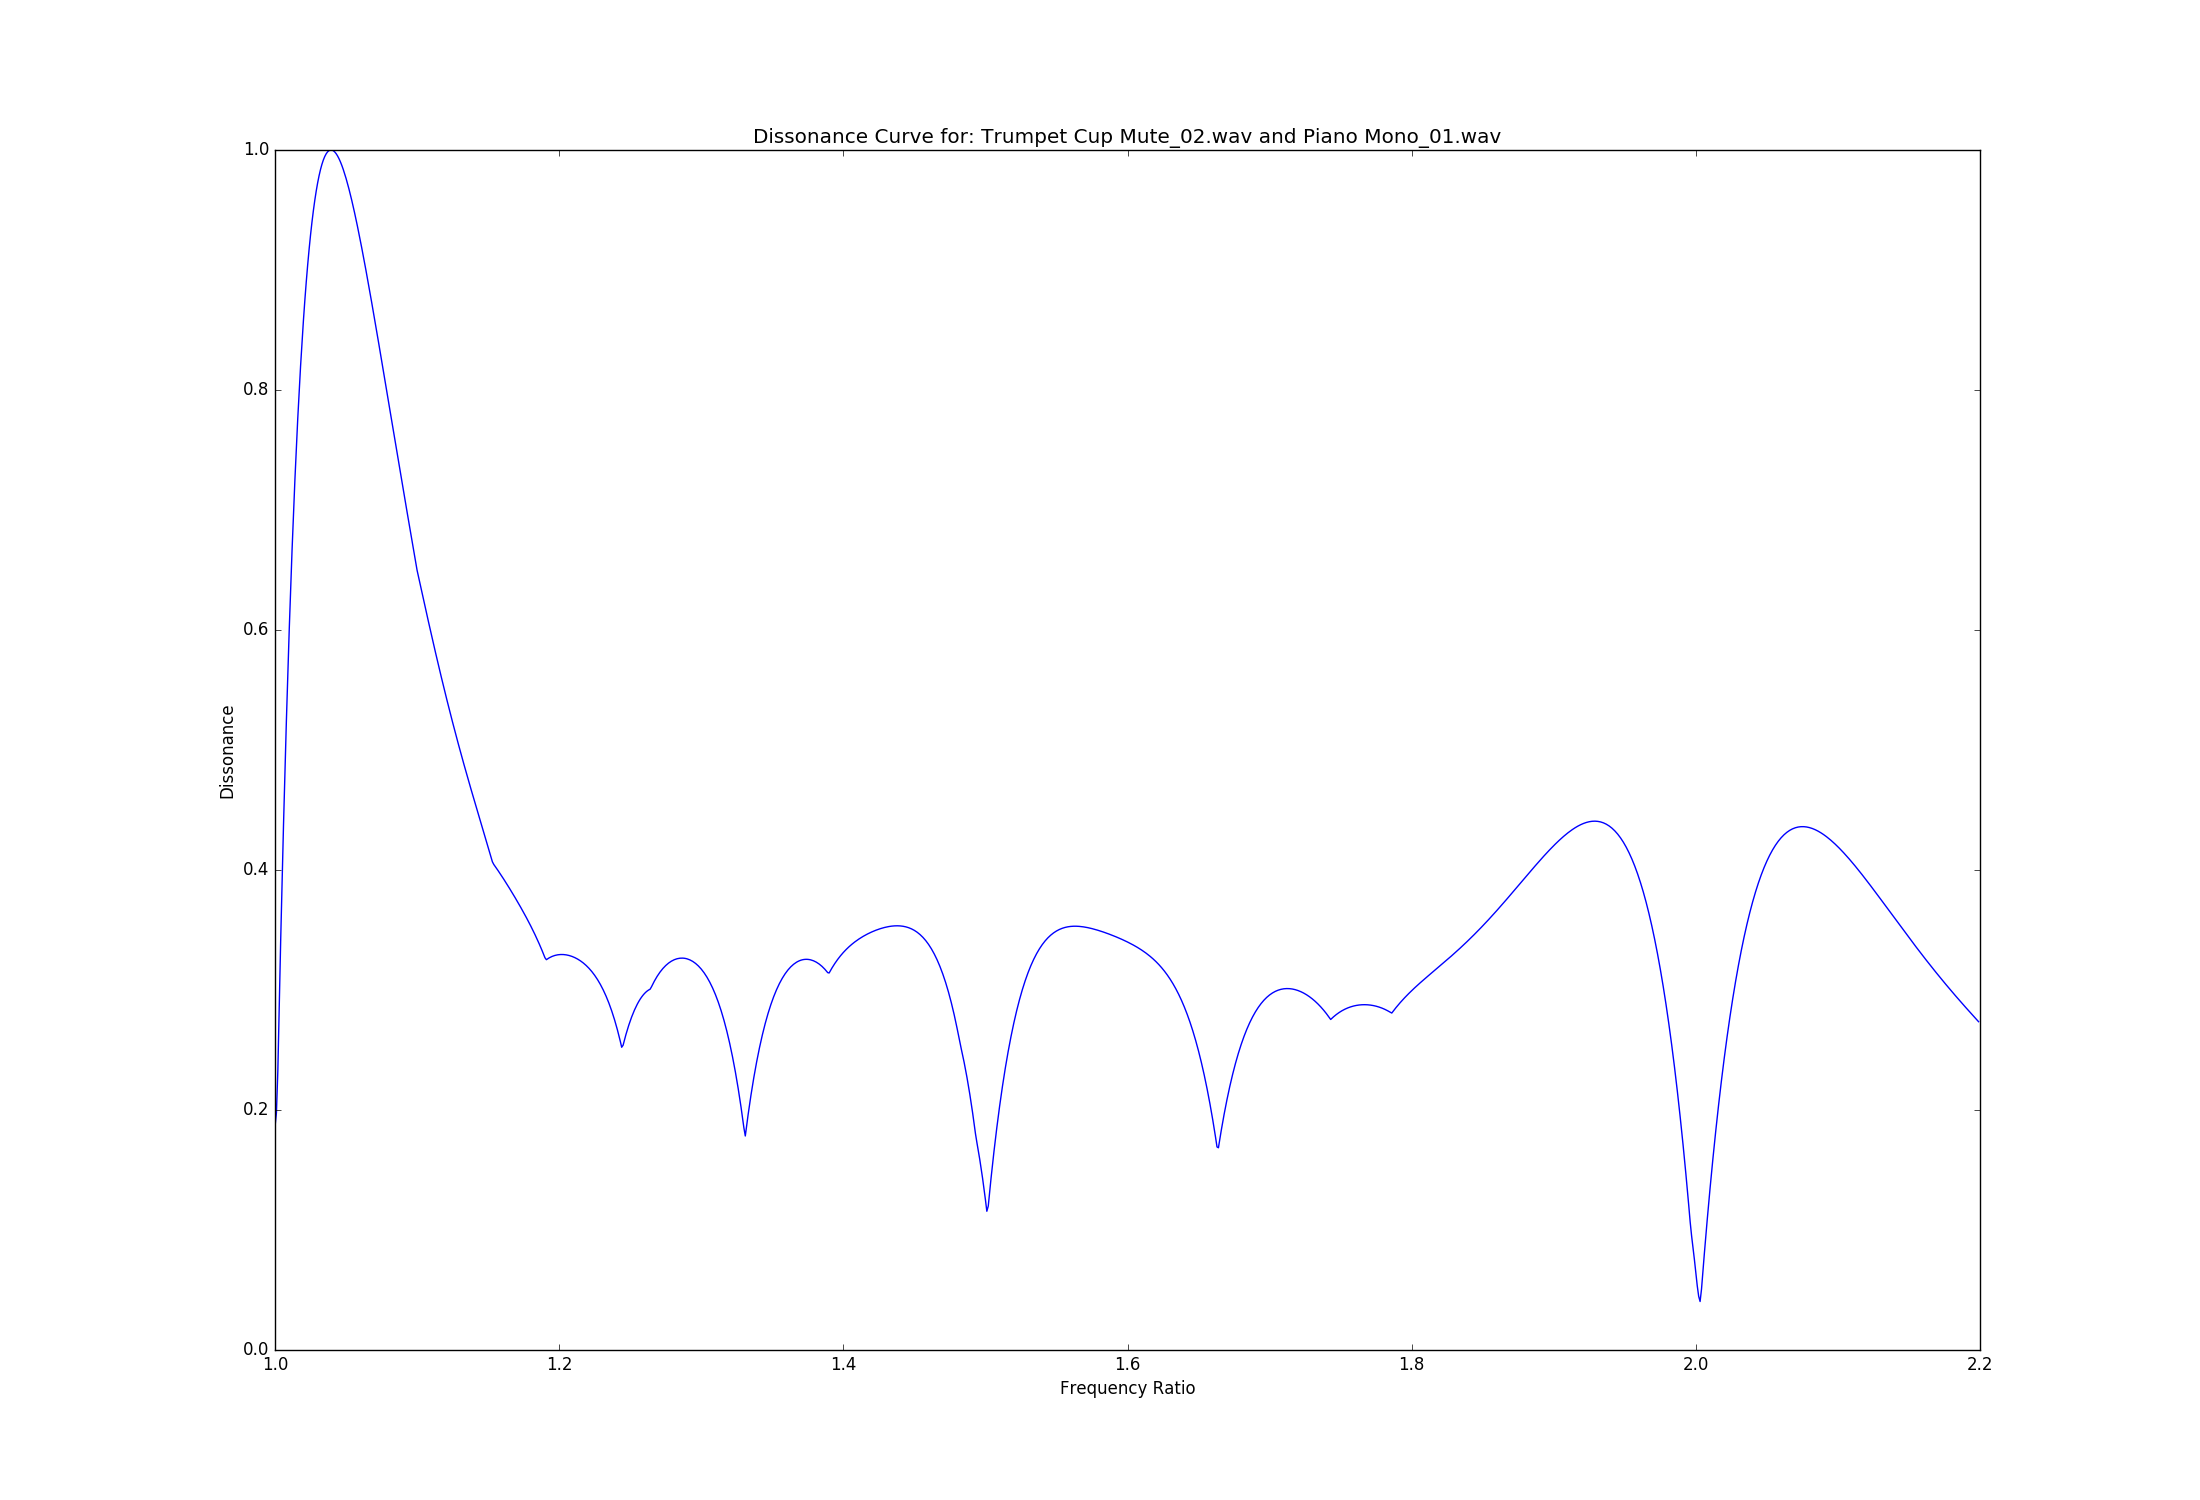 Dissonance Curve for: Trumpet Cup Mute_02.wav and Piano Mono_01.wav
1.0
0.8
0.6
0.4
0.2
0.0
Dissonance
1.0 1.2 1.4 1.6 1.8 2.0 2.2
Frequency Ratio